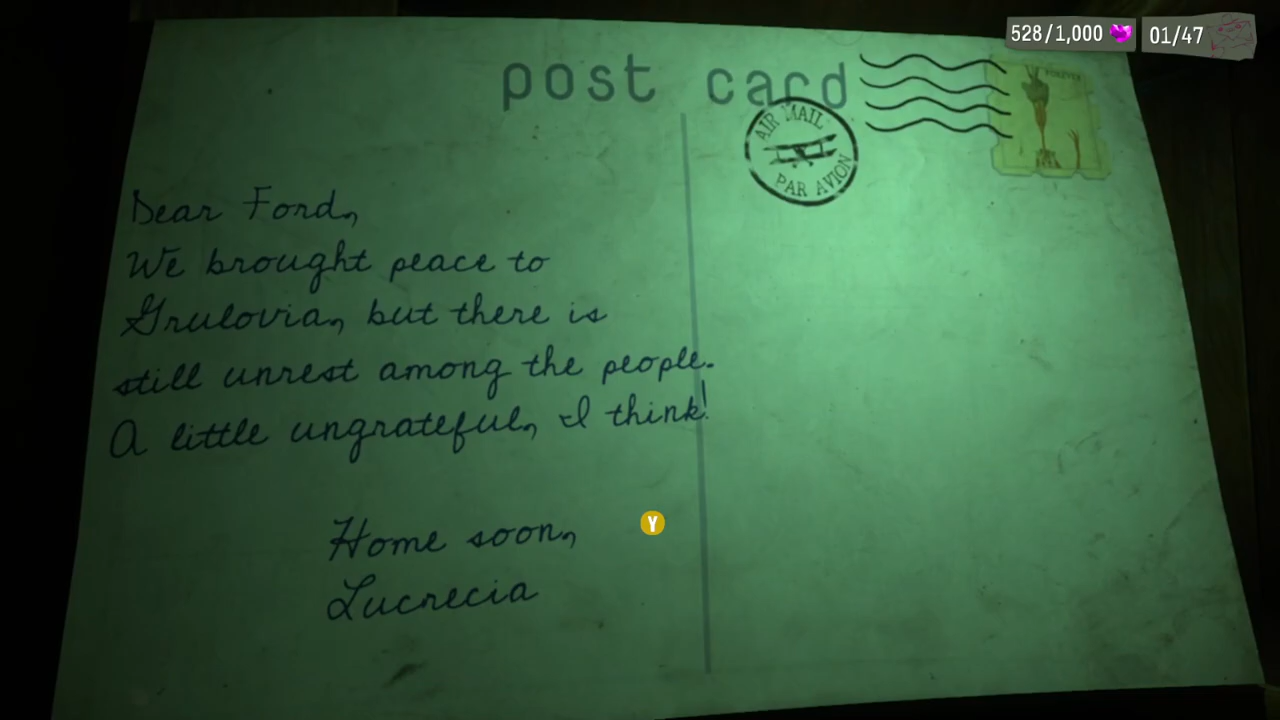 528/1,000
01/47
post card
FOREVER
AIR MAIL
PAR AVION
Dear Ford,
We brought peace to
Grulovia, but there is
still unrest among the people.
A little ungrateful, I think!
Home soon,
Lucrecia
Y